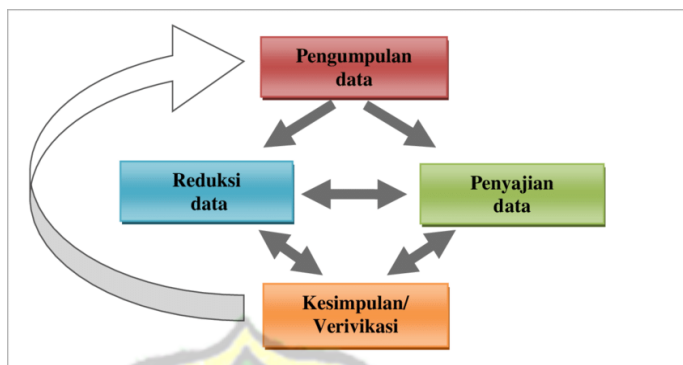 Pengumpulan
data
Reduksi
data
Penyajian
data
Kesimpulan/
Verivikasi